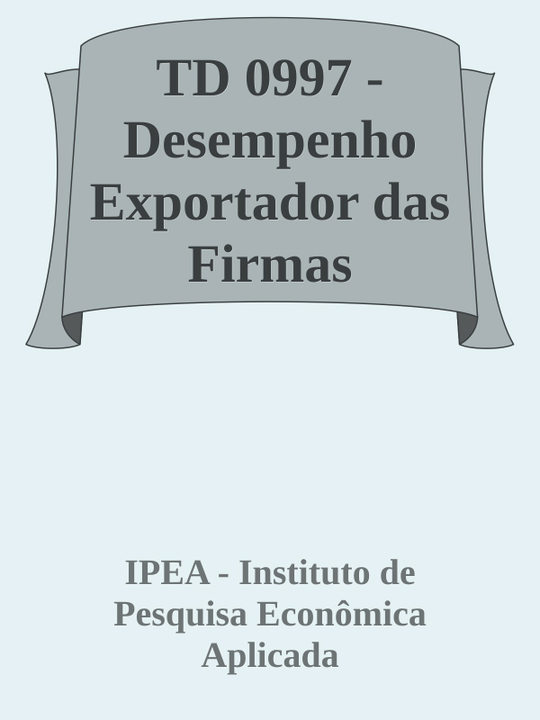 TD 0997 -
Desempenho
Exportador das
Firmas
IPEA - Instituto de
Pesquisa Econômica
Aplicada